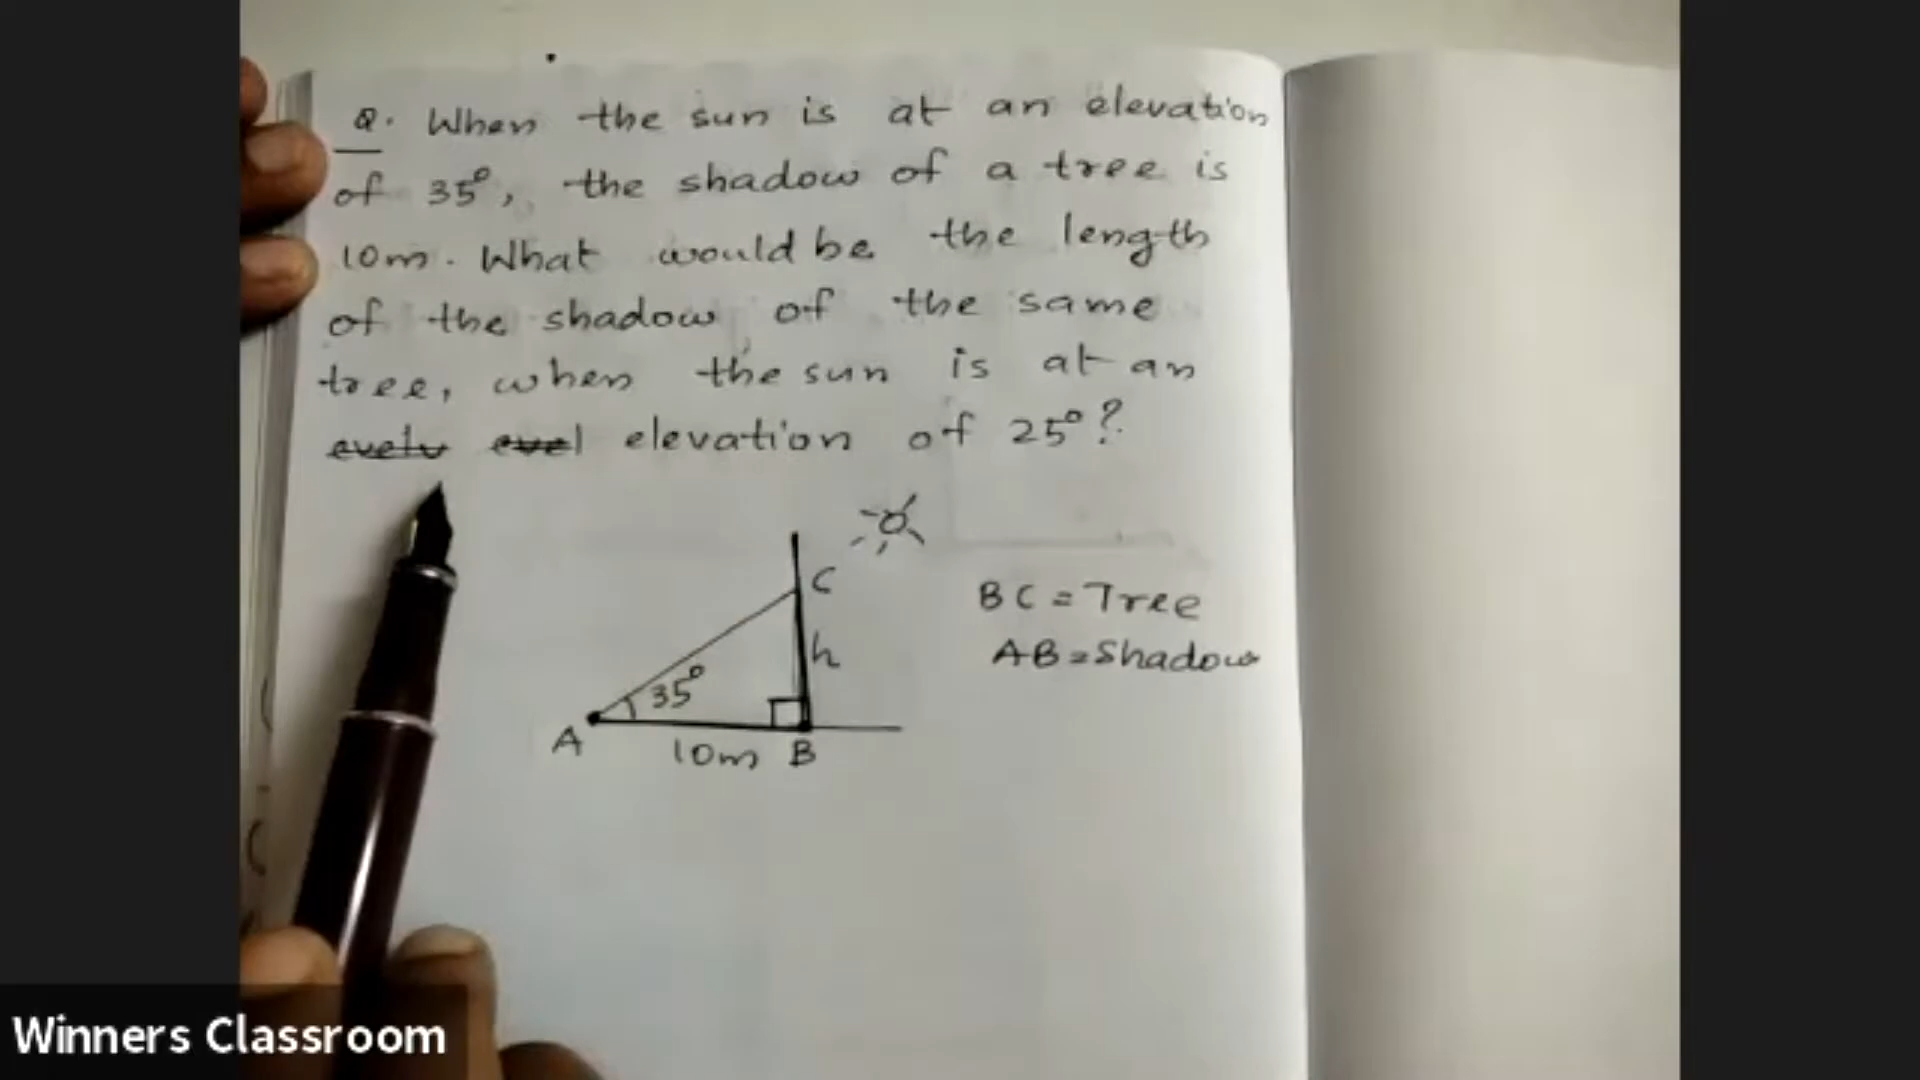 Q. When the sun is at an elevation
of 35°, the shadow of a tree is
10m. What would be the length
of the shadow of the same
tree, when the sun is at an
evelv evel elevation of 25°?
C
BC = Tree
h
AB = Shadow
35°
A
10m B
Winners Classroom